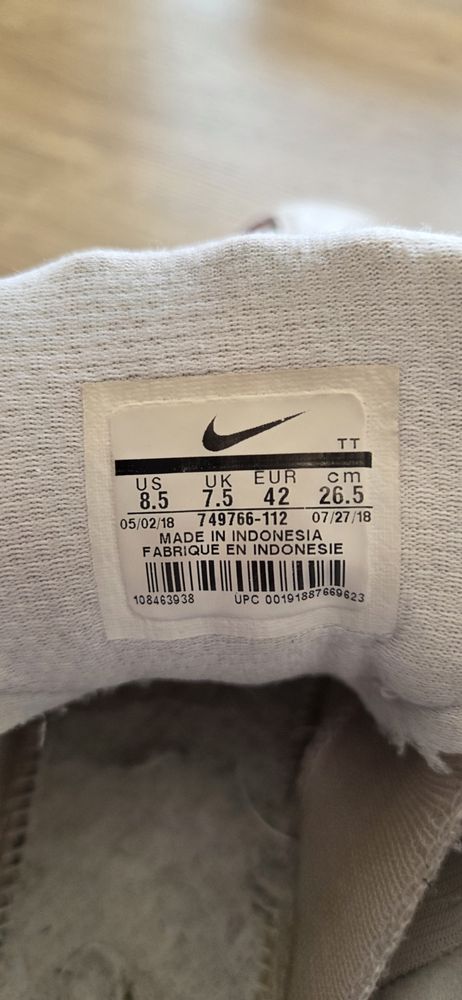 TT
US UK EUR cm
8.5 7.5 42 26.5
05/02/18 749766-112 07/27/18
MADE IN INDONESIA
FABRIQUE EN INDONESIE
108463938 UPC 00191887669623